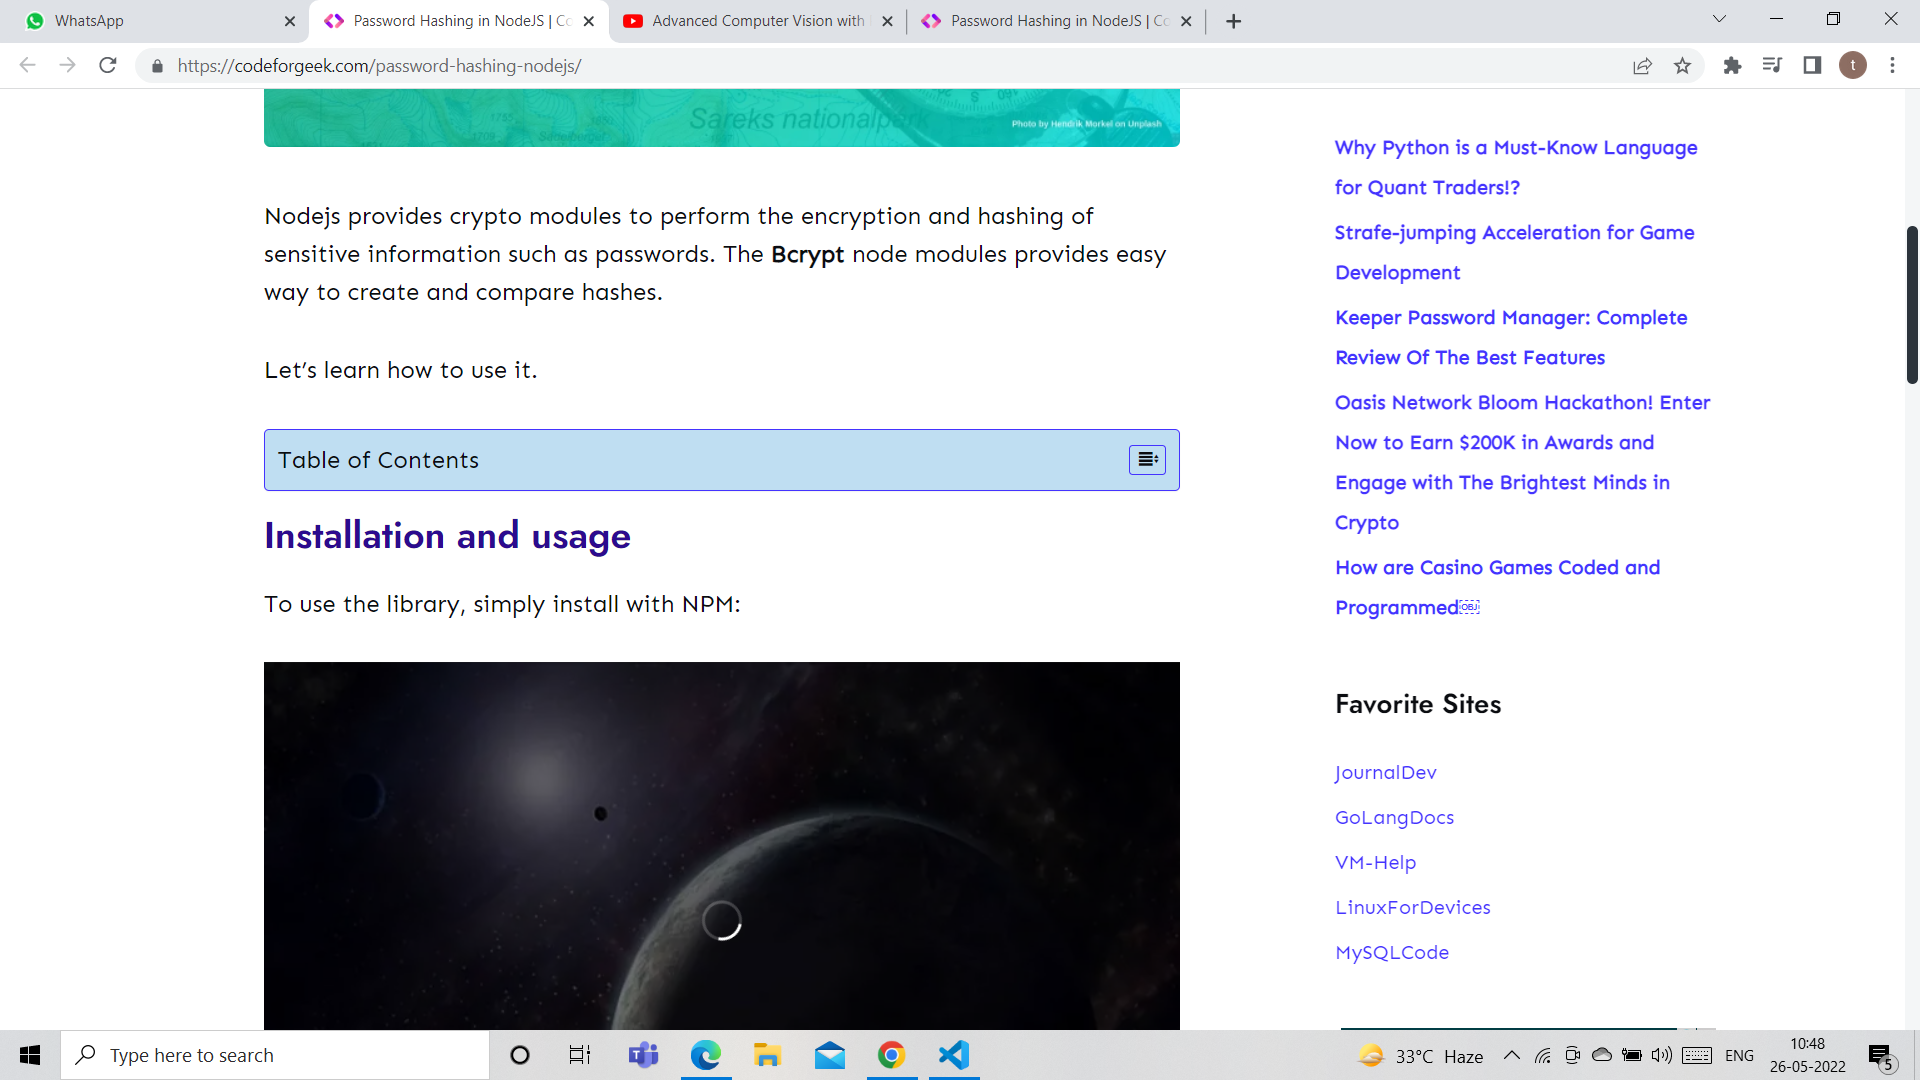 WhatsApp
Password Hashing in NodeJS | Co
Advanced Computer Vision with
Password Hashing in NodeJS | Co
https://codeforgeek.com/password-hashing-nodejs/
t
Sareks nationalpark
Photo by Hendrik Morkel on Unplash
Nodejs provides crypto modules to perform the encryption and hashing of
sensitive information such as passwords. The Bcrypt node modules provides easy
way to create and compare hashes.
Let’s learn how to use it.
Table of Contents
Installation and usage
To use the library, simply install with NPM:
Why Python is a Must-Know Language
for Quant Traders!?
Strafe-jumping Acceleration for Game
Development
Keeper Password Manager: Complete
Review Of The Best Features
Oasis Network Bloom Hackathon! Enter
Now to Earn $200K in Awards and
Engage with The Brightest Minds in
Crypto
How are Casino Games Coded and
Programmed￼
Favorite Sites
JournalDev
GoLangDocs
VM-Help
LinuxForDevices
MySQLCode
Type here to search
33°C Haze
ENG
10:48
26-05-2022
5